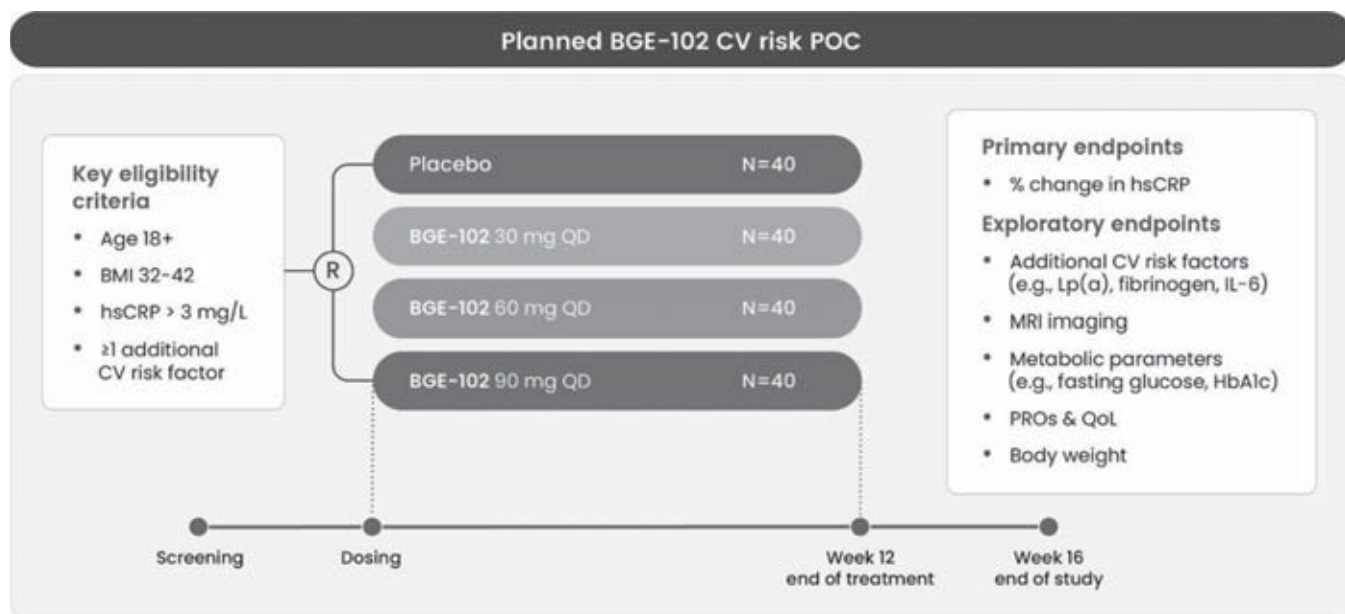 Planned BGE-102 CV risk POC
Key eligibility
criteria
• Age 18+
• BMI 32-42
• hsCRP > 3 mg/L
• ≥1 additional
CV risk factor
R
Placebo N=40
BGE-102 30 mg QD N=40
BGE-102 60 mg QD N=40
BGE-102 90 mg QD N=40
Primary endpoints
• % change in hsCRP
Exploratory endpoints
• Additional CV risk factors
(e.g., Lp(a), fibrinogen, IL-6)
• MRI imaging
• Metabolic parameters
(e.g., fasting glucose, HbA1c)
• PROs & QoL
• Body weight
Screening
Dosing
Week 12
end of treatment
Week 16
end of study